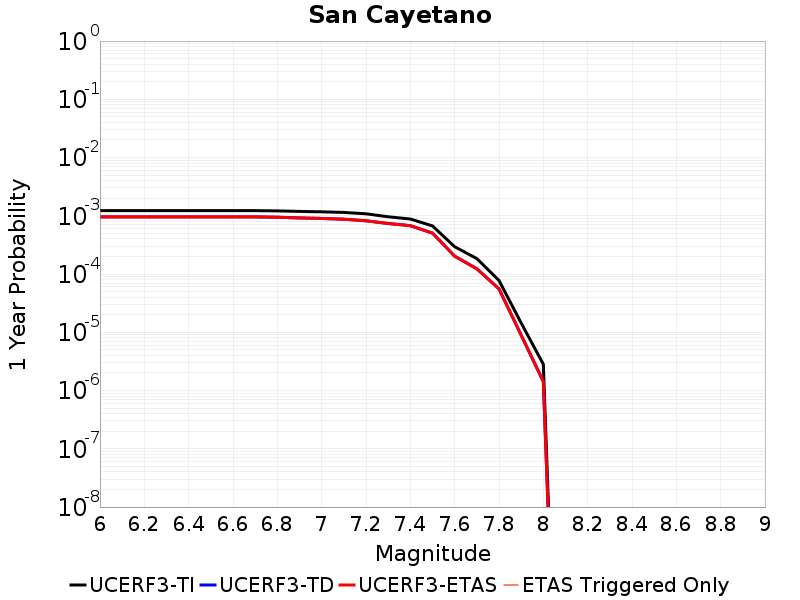 San Cayetano
10^0
10^-1
10^-2
10^-3
10^-4
10^-5
10^-6
10^-7
10^-8
1 Year Probability
6 6.2 6.4 6.6 6.8 7 7.2 7.4 7.6 7.8 8 8.2 8.4 8.6 8.8 9
Magnitude
UCERF3-TI UCERF3-TD UCERF3-ETAS ETAS Triggered Only